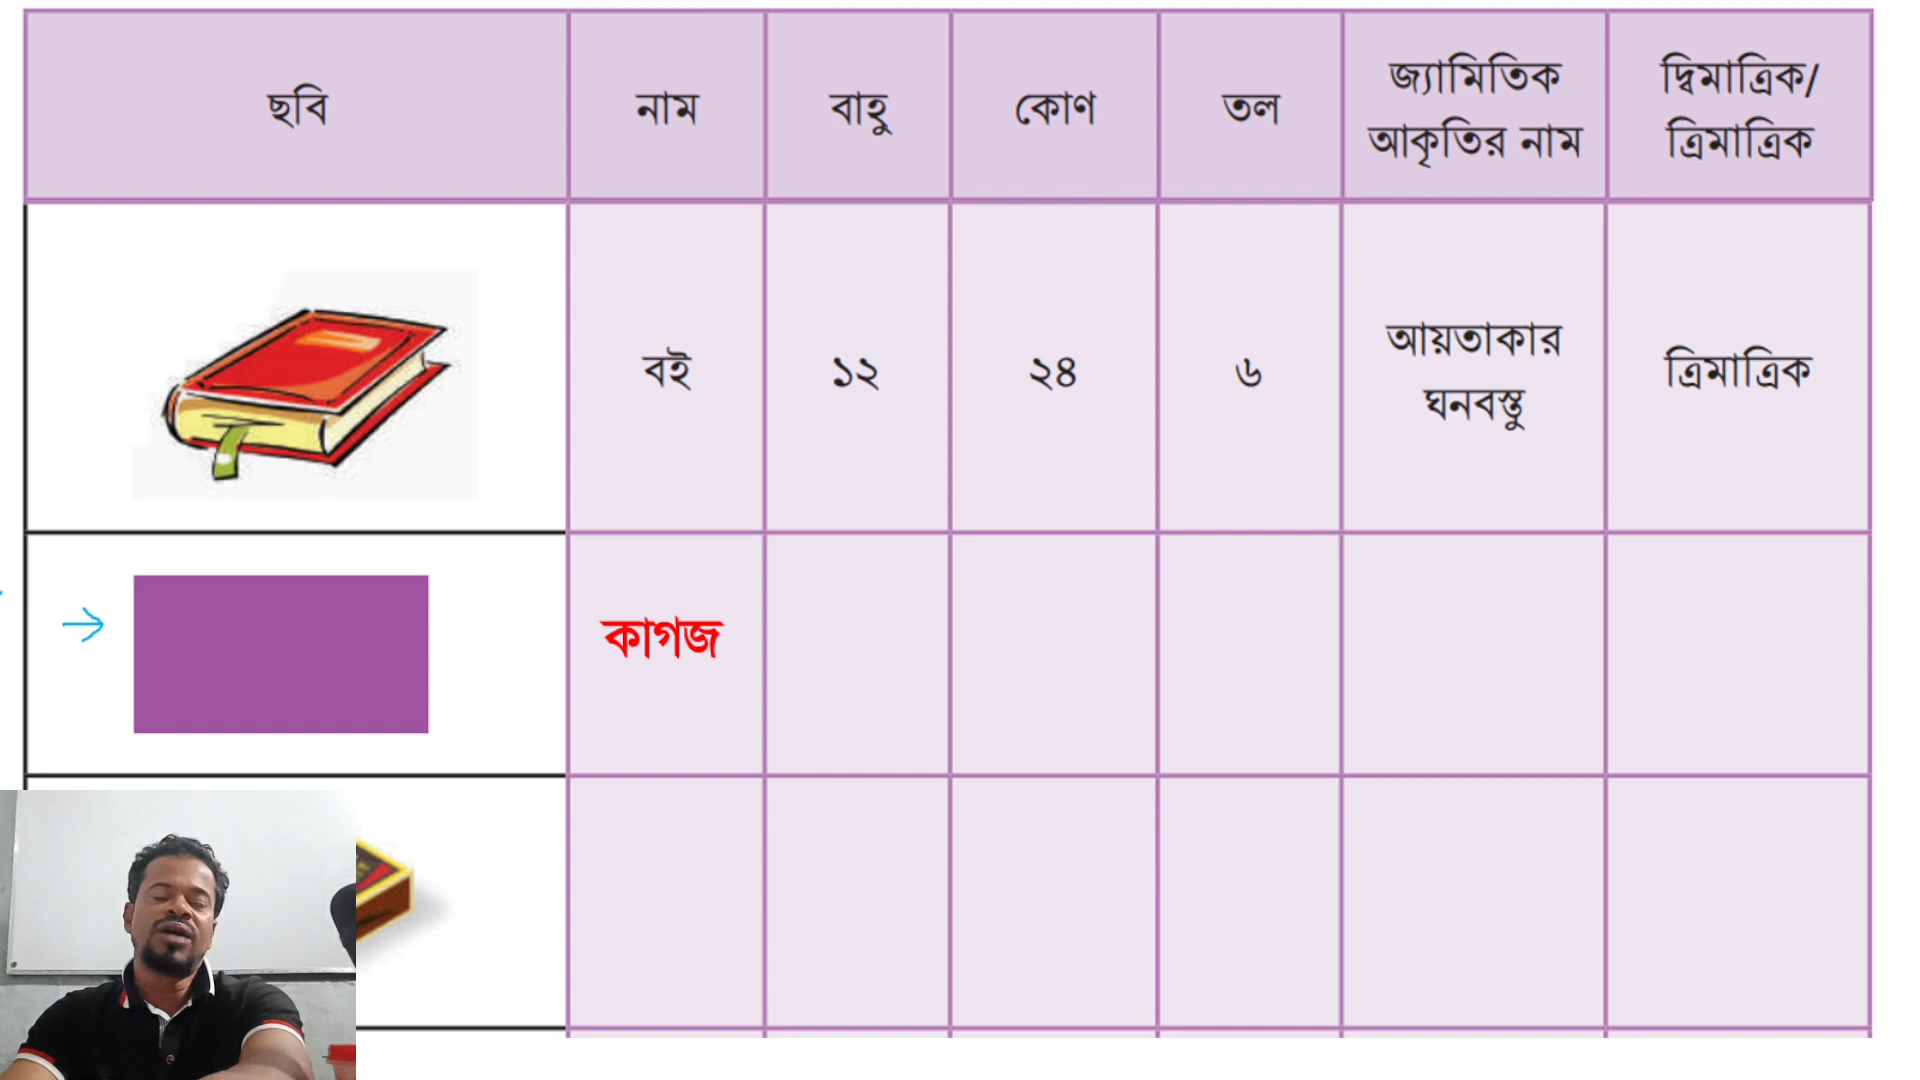 ছবি
নাম
বাহু
কোণ
তল
জ্যামিতিক
আকৃতির নাম
দ্বিমাত্রিক/
ত্রিমাত্রিক
বই
১২
২৪
৬
আয়তাকার
ঘনবস্তু
ত্রিমাত্রিক
কাগজ